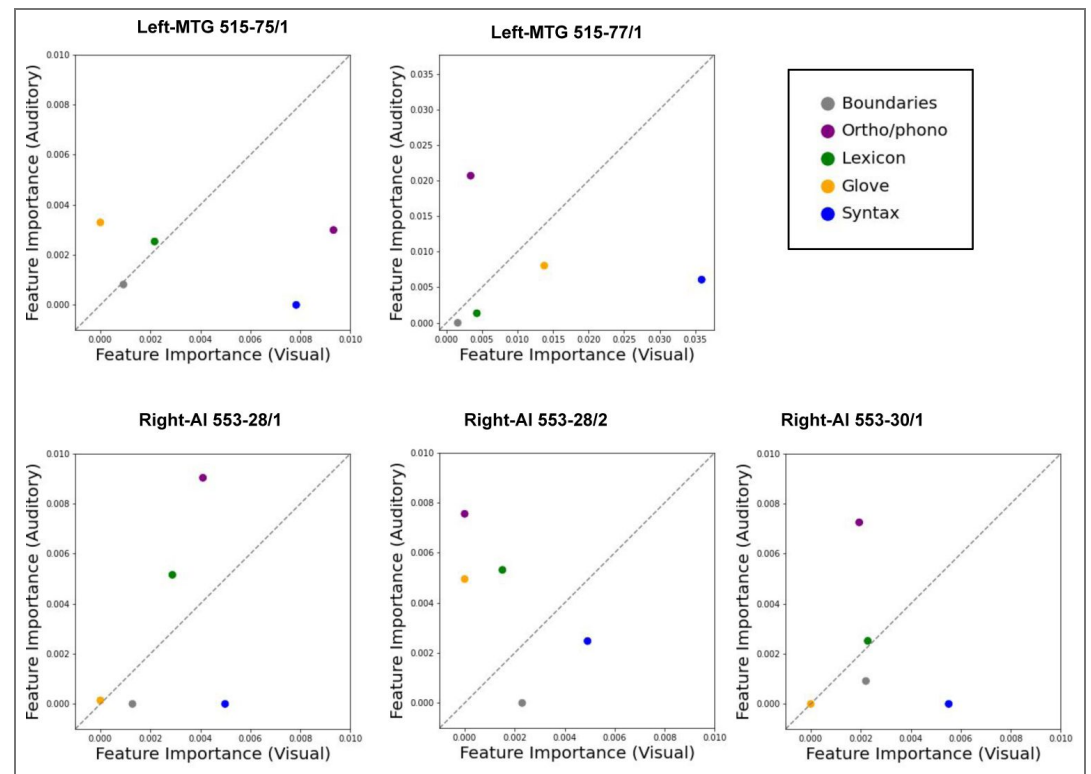 Left-MTG 515-75/1
Left-MTG 515-77/1
0.010
0.008
0.006
0.004
0.002
0.000
Feature Importance (Auditory)
0.000 0.002 0.004 0.006 0.008 0.010
Feature Importance (Visual)
0.035
0.030
0.025
0.020
0.015
0.010
0.005
0.000
Feature Importance (Auditory)
0.000 0.005 0.010 0.015 0.020 0.025 0.030 0.035
Feature Importance (Visual)
Boundaries
Ortho/phono
Lexicon
Glove
Syntax
Right-AI 553-28/1
Right-AI 553-28/2
Right-AI 553-30/1
0.010
0.008
0.006
0.004
0.002
0.000
Feature Importance (Auditory)
0.000 0.002 0.004 0.006 0.008 0.010
Feature Importance (Visual)
0.010
0.008
0.006
0.004
0.002
0.000
Feature Importance (Auditory)
0.000 0.002 0.004 0.006 0.008 0.010
Feature Importance (Visual)
0.010
0.008
0.006
0.004
0.002
0.000
Feature Importance (Auditory)
0.000 0.002 0.004 0.006 0.008 0.010
Feature Importance (Visual)